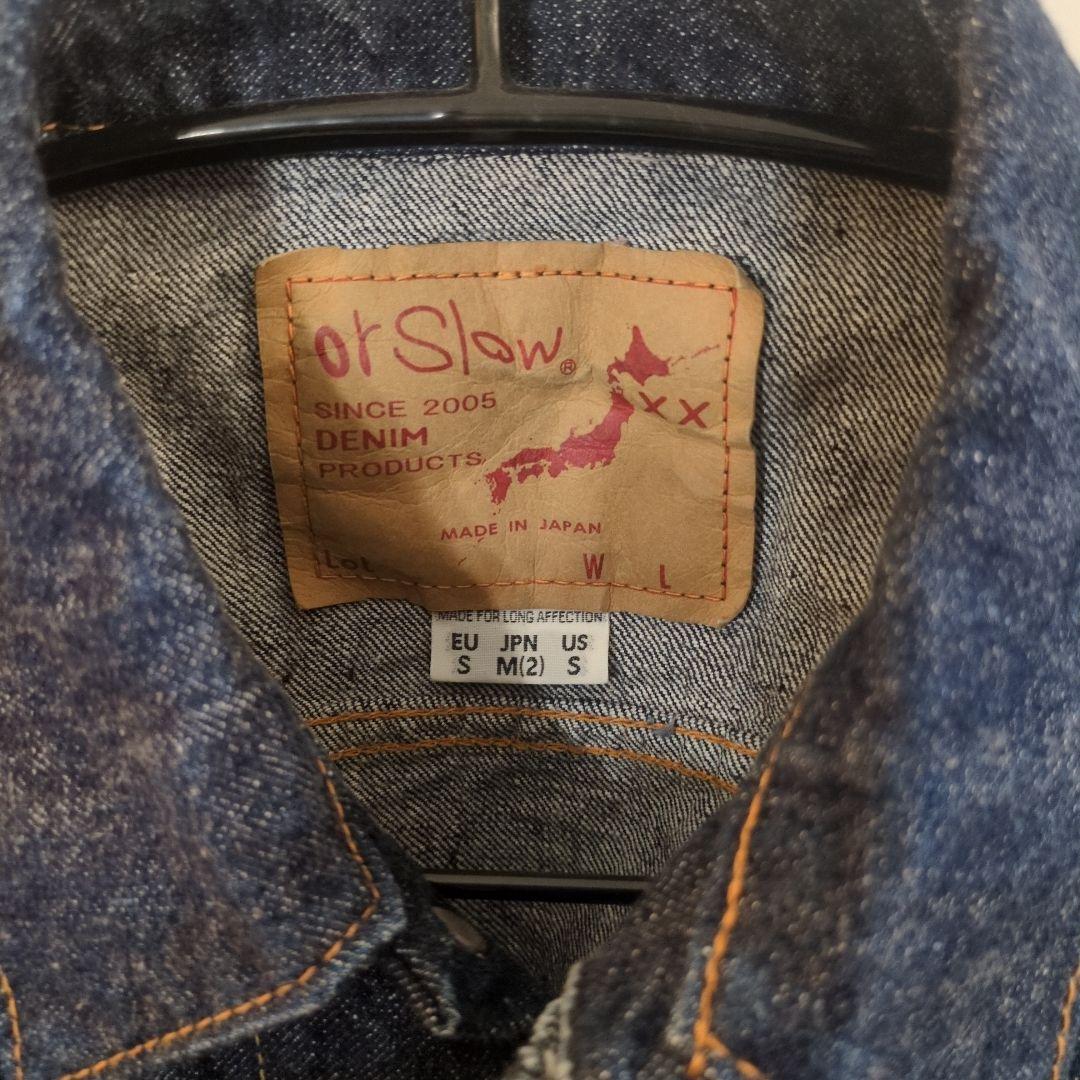 orSlow®
SINCE 2005
DENIM
PRODUCTS
XX
MADE IN JAPAN
Lot W L
MADE FOR LONG AFFECTION
EU JPN US
S M(2) S